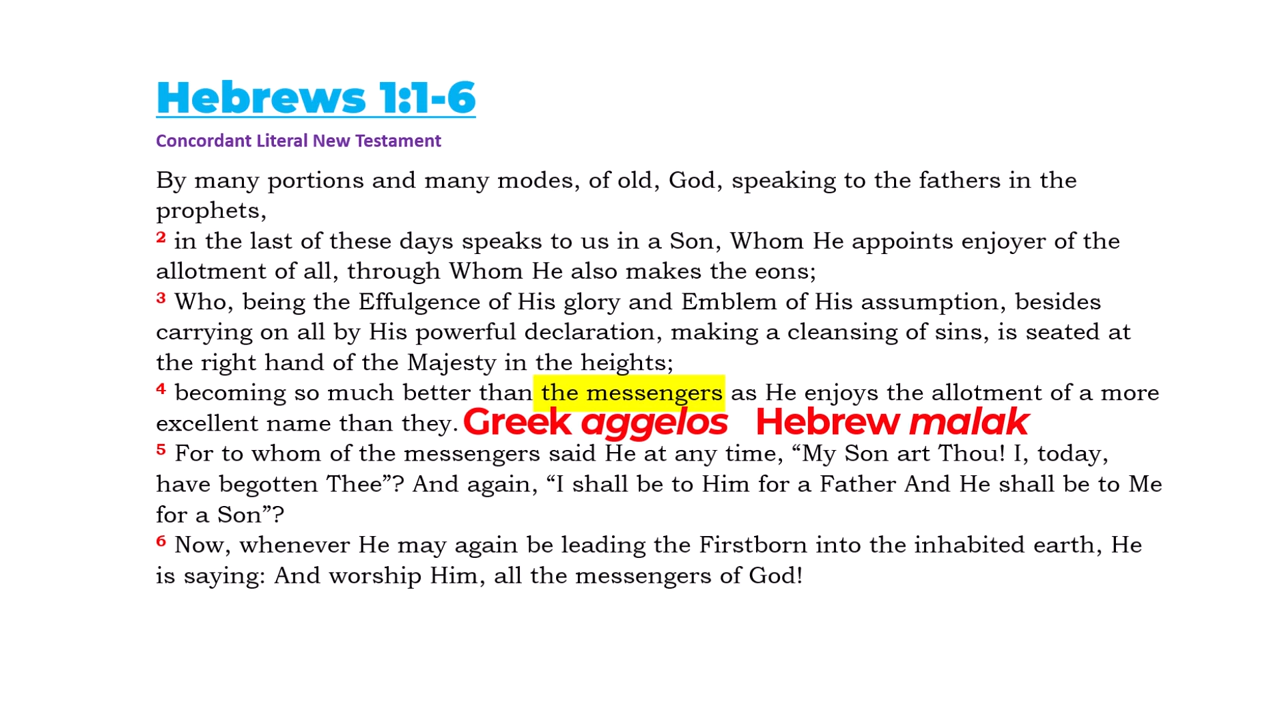 Hebrews 1:1-6
Concordant Literal New Testament
By many portions and many modes, of old, God, speaking to the fathers in the
prophets,
2 in the last of these days speaks to us in a Son, Whom He appoints enjoyer of the
allotment of all, through Whom He also makes the eons;
3 Who, being the Effulgence of His glory and Emblem of His assumption, besides
carrying on all by His powerful declaration, making a cleansing of sins, is seated at
the right hand of the Majesty in the heights;
4 becoming so much better than the messengers as He enjoys the allotment of a more
excellent name than they. Greek aggelos Hebrew malak
5 For to whom of the messengers said He at any time, “My Son art Thou! I, today,
have begotten Thee”? And again, “I shall be to Him for a Father And He shall be to Me
for a Son”?
6 Now, whenever He may again be leading the Firstborn into the inhabited earth, He
is saying: And worship Him, all the messengers of God!